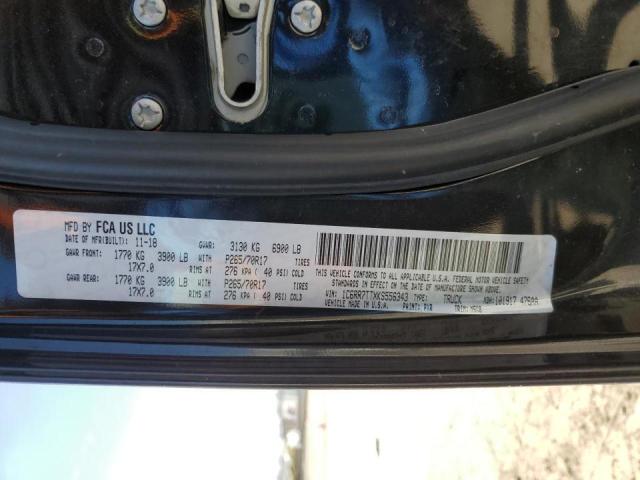 MFD BY FCA US LLC
DATE OF MFR(BUILT): 11-18 GVWR: 3130 KG 6900 LB
GAWR FRONT: 1770 KG 3900 LB P265/70R17 TIRES
17X7.0 RIMS AT 276 KPA ( 40 PSI) COLD
GAWR REAR: 1770 KG 3900 LB P265/70R17 TIRES
17X7.0 RIMS AT 276 KPA ( 40 PSI) COLD
THIS VEHICLE CONFORMS TO ALL APPLICABLE U.S.A. FEDERAL MOTOR VEHICLE SAFETY
STANDARDS IN EFFECT ON THE DATE OF MANUFACTURE SHOWN ABOVE.
VIN: 1C6RR7TTXKS556343 TYPE: TRUCK
VEHICLE MADE IN U.S.A. PAINT: PXR TRIM: